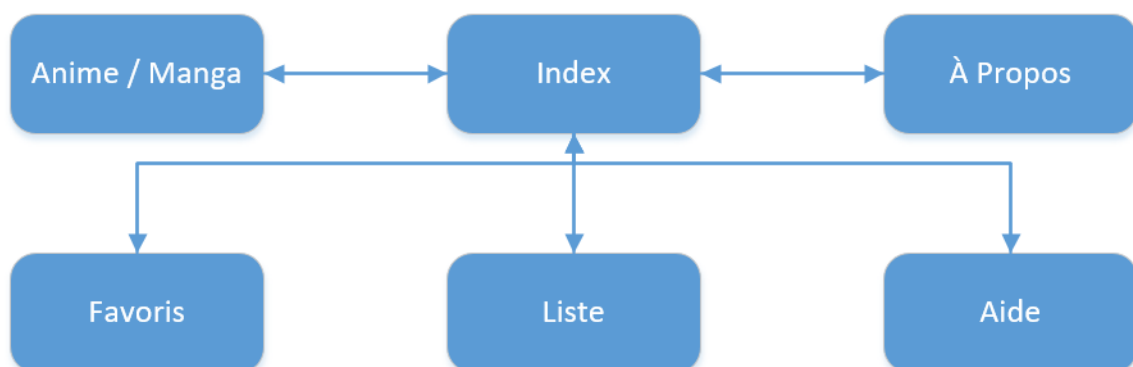 Anime / Manga
Index
À Propos
Favoris
Liste
Aide